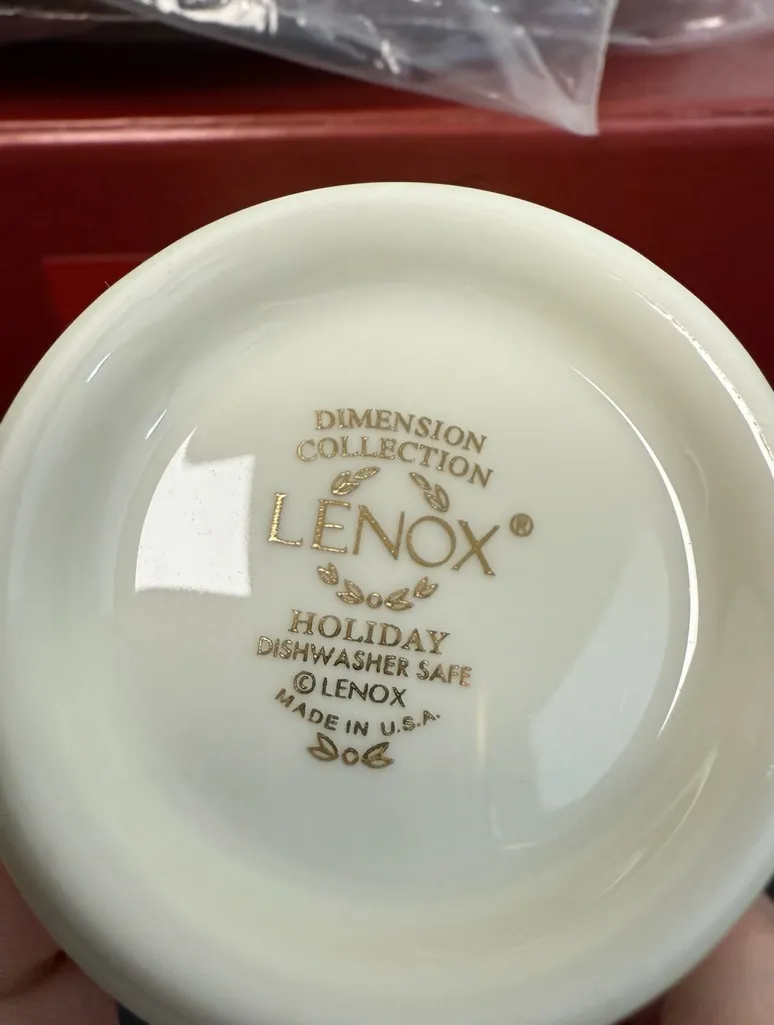 DIMENSION
COLLECTION
LENOX®
HOLIDAY
DISHWASHER SAFE
© LENOX
MADE IN U.S.A.